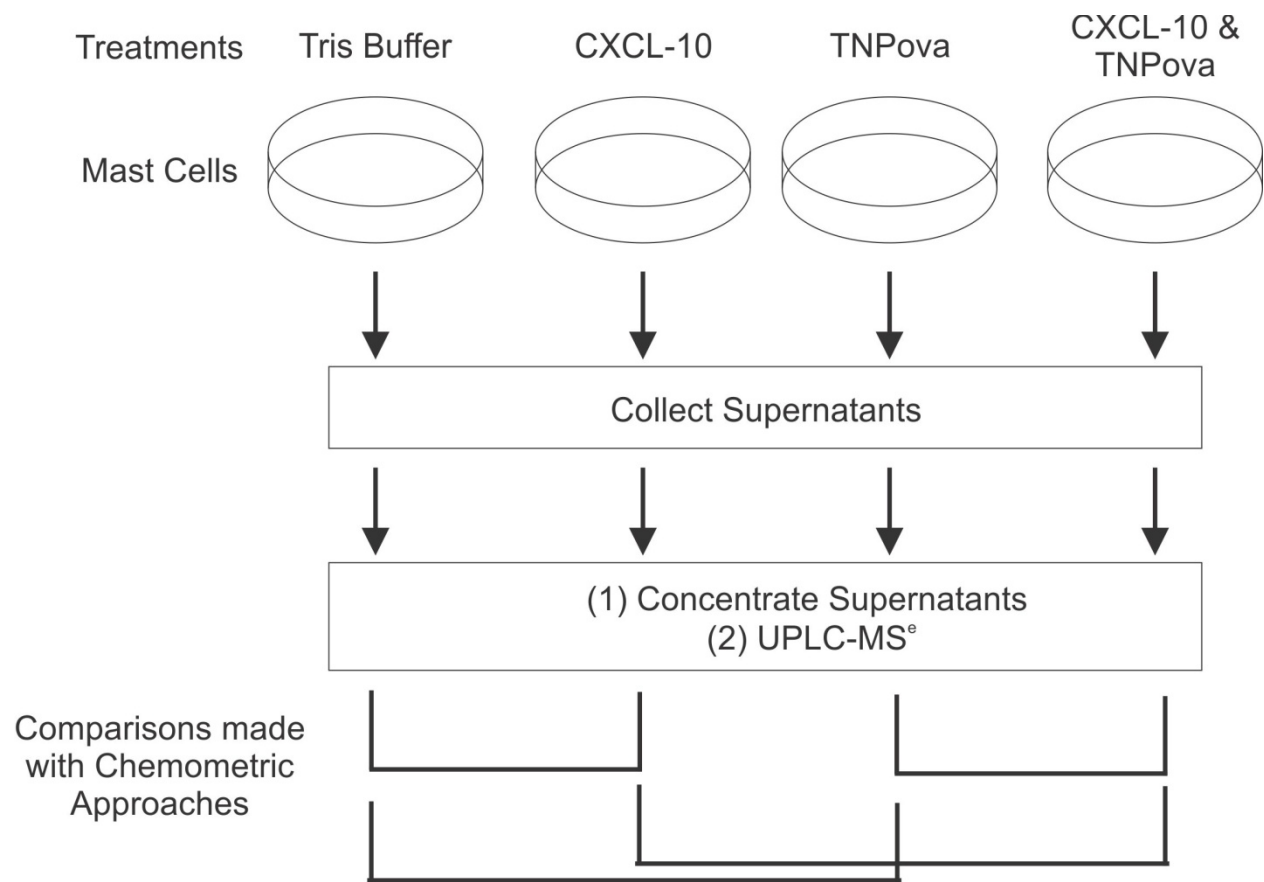 Treatments
Tris Buffer
CXCL-10
TNPova
CXCL-10 &
TNPova
Mast Cells
Collect Supernatants
(1) Concentrate Supernatants
(2) UPLC-MSᵉ
Comparisons made
with Chemometric
Approaches